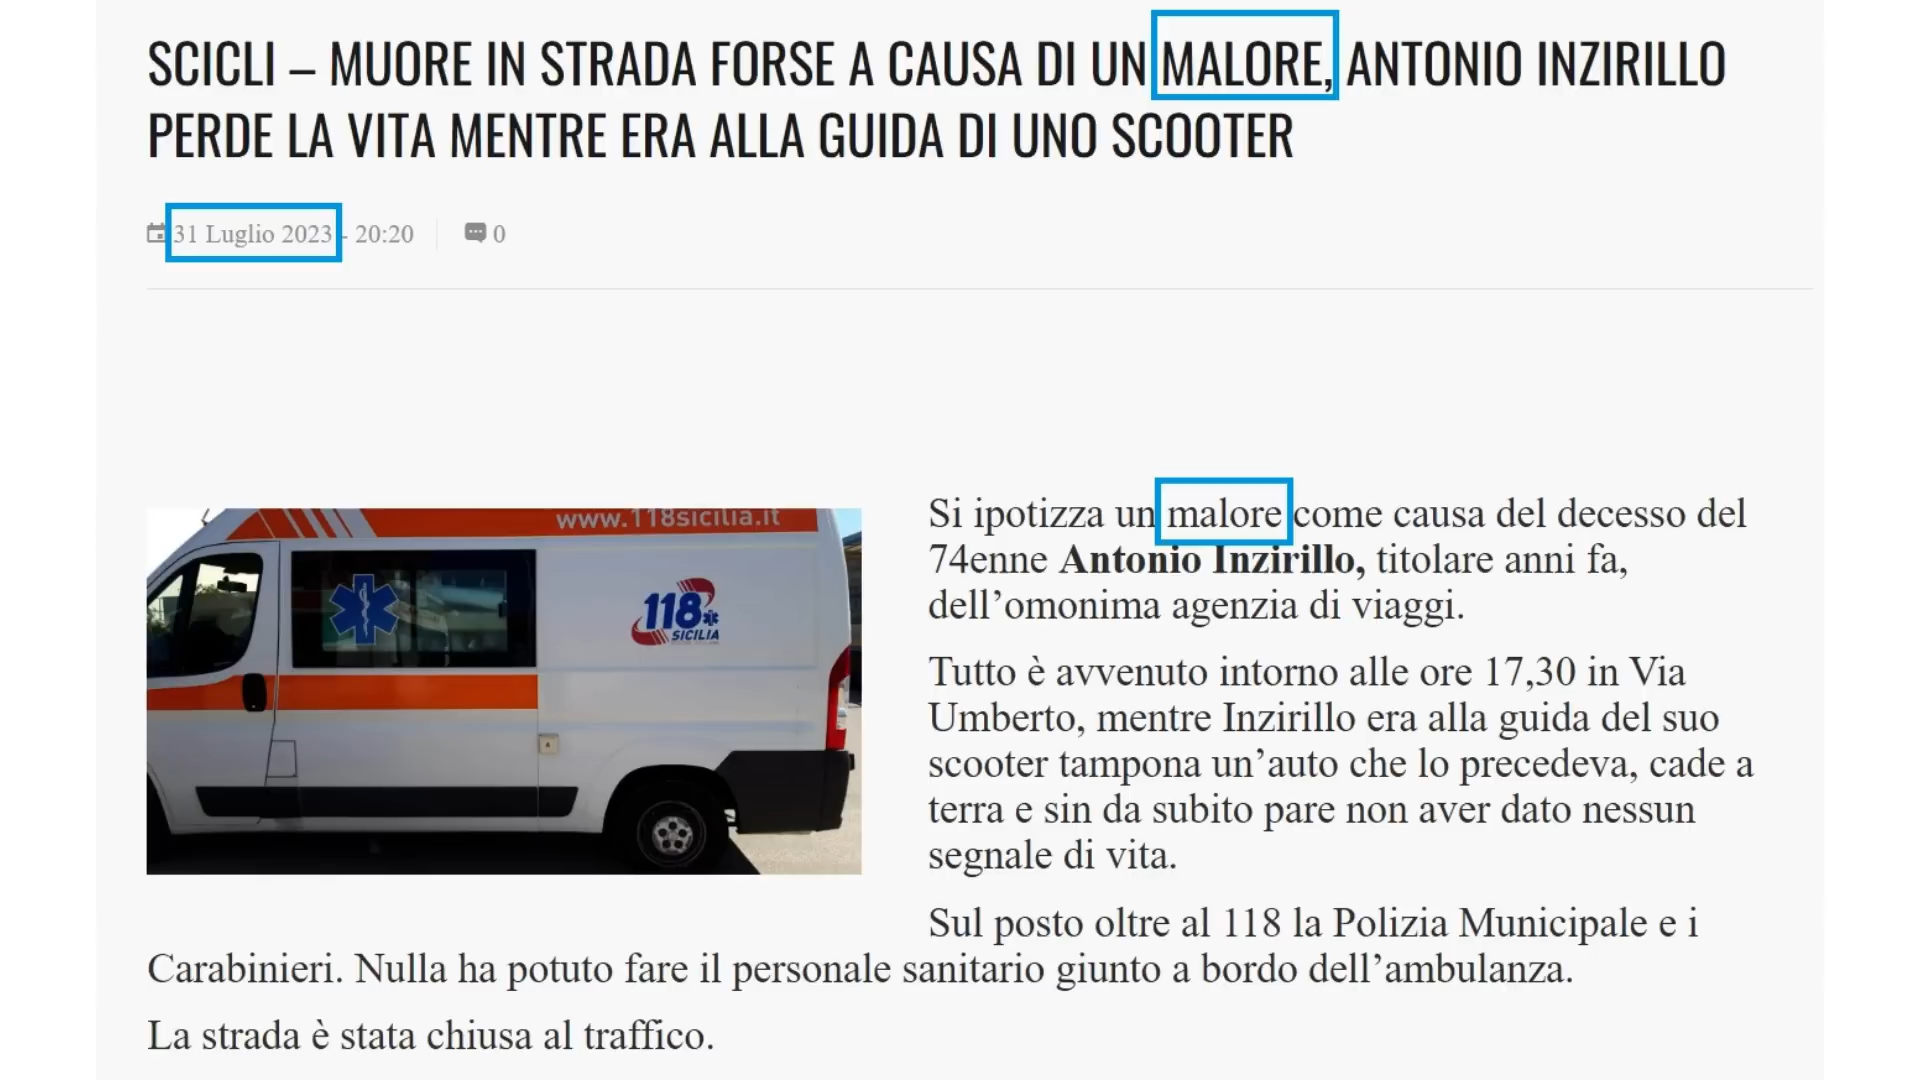 SCICLI – MUORE IN STRADA FORSE A CAUSA DI UN MALORE, ANTONIO INZIRILLO
PERDE LA VITA MENTRE ERA ALLA GUIDA DI UNO SCOOTER
31 Luglio 2023 - 20:20 0
www.118sicilia.it
118
SICILIA
Si ipotizza un malore come causa del decesso del
74enne Antonio Inzirillo, titolare anni fa,
dell’omonima agenzia di viaggi.
Tutto è avvenuto intorno alle ore 17,30 in Via
Umberto, mentre Inzirillo era alla guida del suo
scooter tampona un’auto che lo precedeva, cade a
terra e sin da subito pare non aver dato nessun
segnale di vita.
Sul posto oltre al 118 la Polizia Municipale e i
Carabinieri. Nulla ha potuto fare il personale sanitario giunto a bordo dell’ambulanza.
La strada è stata chiusa al traffico.